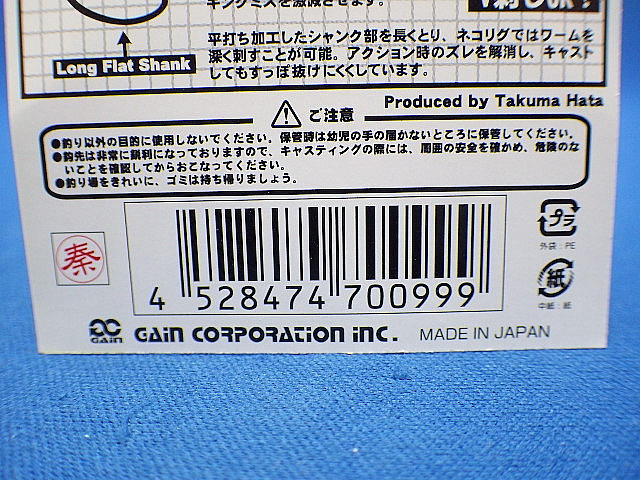 キングミスを激減させます。
刺しOK
平打ち加工したシャンク部を長くとり、ネコリグではワームを
深く刺すことが可能。アクション時のズレを解消し、キャスト
してもすっぽ抜けにくくしています。
Long Flat Shank
Produced by Takuma Hata
ご注意
●釣り以外の目的に使用しないでください。保管時は幼児の手の届かないところに保管してください。
●釣先は非常に鋭利になっておりますので、キャスティングの際には、周囲の安全を確かめ、危険のな
いことを確認してからおこなってください。
●釣り場をきれいに、ゴミは持ち帰りましょう。
秦
プラ
外袋:PE
紙
中紙:紙
4 528474 700999
GAIN GAIN CORPORATION INC. MADE IN JAPAN